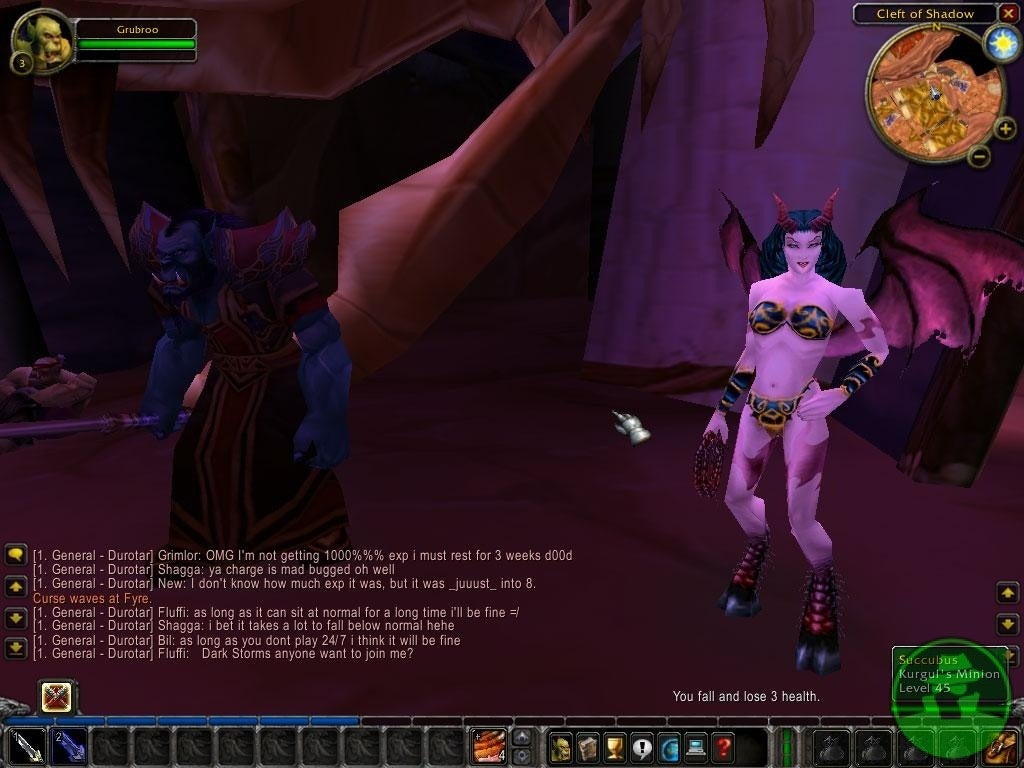 Grubroo
3
Cleft of Shadow
N
[1. General - Durotar] Grimlor: OMG I'm not getting 1000%%% exp i must rest for 3 weeks d00d
[1. General - Durotar] Shagga: ya charge is mad bugged oh well
[1. General - Durotar] New: I don't know how much exp it was, but it was _juuust_ into 8.
Curse waves at Fyre.
[1. General - Durotar] Fluffi: as long as it can sit at normal for a long time i'll be fine =/
[1. General - Durotar] Shagga: i bet it takes a lot to fall below normal hehe
[1. General - Durotar] Bil: as long as you dont play 24/7 i think it will be fine
[1. General - Durotar] Fluffi: Dark Storms anyone want to join me?
Succubus
Kurgul's Minion
Level 45
You fall and lose 3 health.
1
2
4